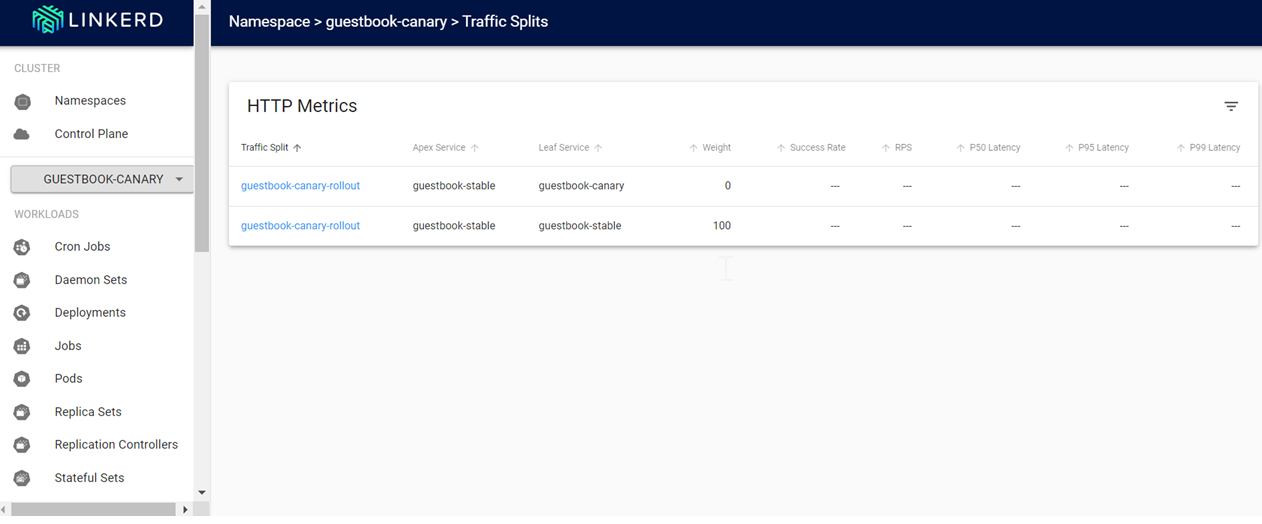 LINKERD
Namespace > guestbook-canary > Traffic Splits
CLUSTER
Namespaces
Control Plane
GUESTBOOK-CANARY
WORKLOADS
Cron Jobs
Daemon Sets
Deployments
Jobs
Pods
Replica Sets
Replication Controllers
Stateful Sets
HTTP Metrics
Traffic Split Apex Service Leaf Service Weight Success Rate RPS P50 Latency P95 Latency P99 Latency
guestbook-canary-rollout guestbook-stable guestbook-canary 0 --- --- --- --- ---
guestbook-canary-rollout guestbook-stable guestbook-stable 100 --- --- --- --- ---